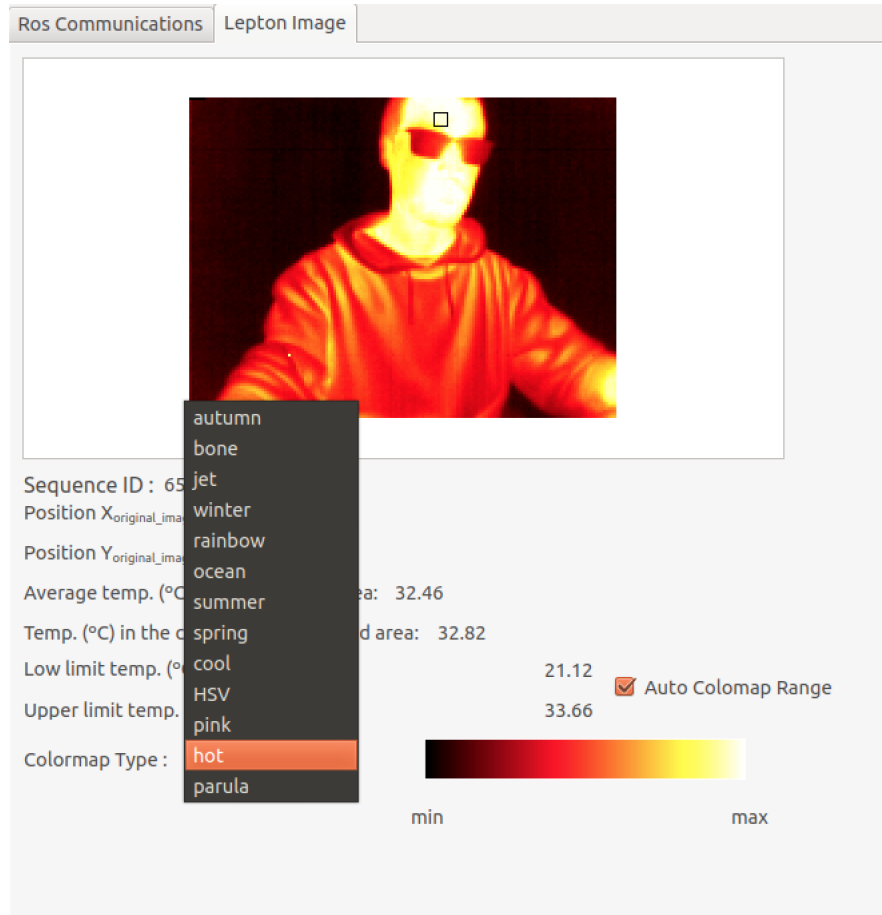 Ros Communications Lepton Image
autumn
bone
jet
winter
rainbow
ocean
summer
spring
cool
HSV
pink
hot
parula
Sequence ID : 65
Position X
Position Y
Average temp. (ºC 32.46
Temp. (ºC) in the area: 32.82
Low limit temp. 21.12
Auto Colomap Range
Upper limit temp. 33.66
Colormap Type :
min max